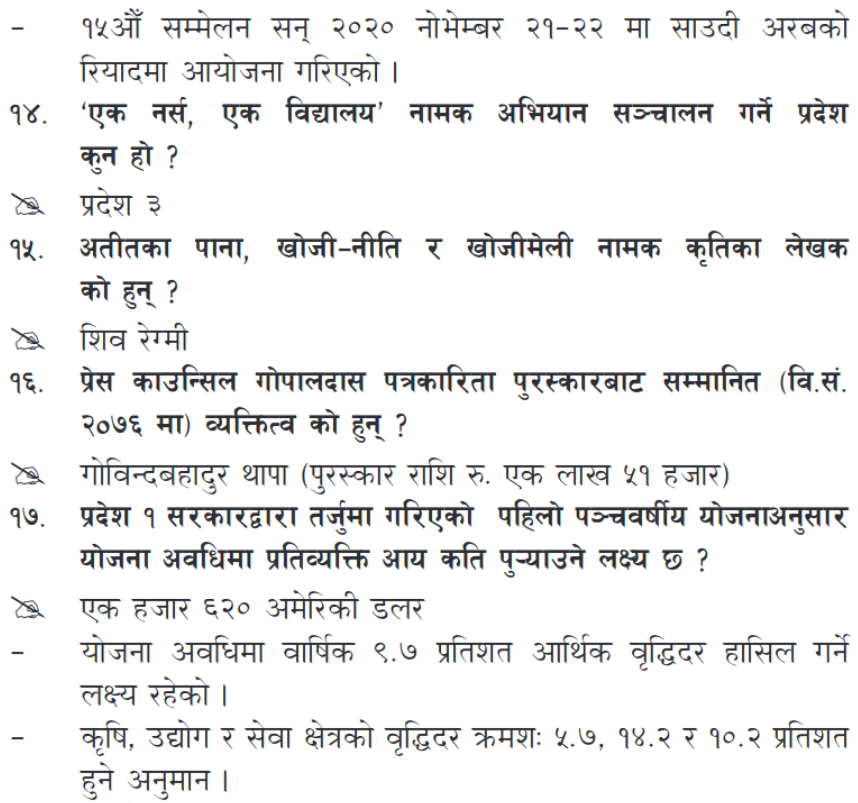 – १५औँ सम्मेलन सन् २०२० नोभेम्बर २१–२२ मा साउदी अरबको
रियादमा आयोजना गरिएको ।
१४. ‘एक नर्स, एक विद्यालय’ नामक अभियान सञ्चालन गर्ने प्रदेश
कुन हो ?
प्रदेश ३
१५. अतीतका पाना, खोजी–नीति र खोजीमेली नामक कृतिका लेखक
को हुन् ?
शिव रेग्मी
१६. प्रेस काउन्सिल गोपालदास पत्रकारिता पुरस्कारबाट सम्मानित (वि.सं.
२०७६ मा) व्यक्तित्व को हुन् ?
गोविन्दबहादुर थापा (पुरस्कार राशि रु. एक लाख ५१ हजार)
१७. प्रदेश १ सरकारद्वारा तर्जुमा गरिएको पहिलो पञ्चवर्षीय योजनाअनुसार
योजना अवधिमा प्रतिव्यक्ति आय कति पुऱ्याउने लक्ष्य छ ?
एक हजार ६२० अमेरिकी डलर
– योजना अवधिमा वार्षिक ९.७ प्रतिशत आर्थिक वृद्धिदर हासिल गर्ने
लक्ष्य रहेको ।
– कृषि, उद्योग र सेवा क्षेत्रको वृद्धिदर क्रमशः ५.७, १४.२ र १०.२ प्रतिशत
हुने अनुमान ।